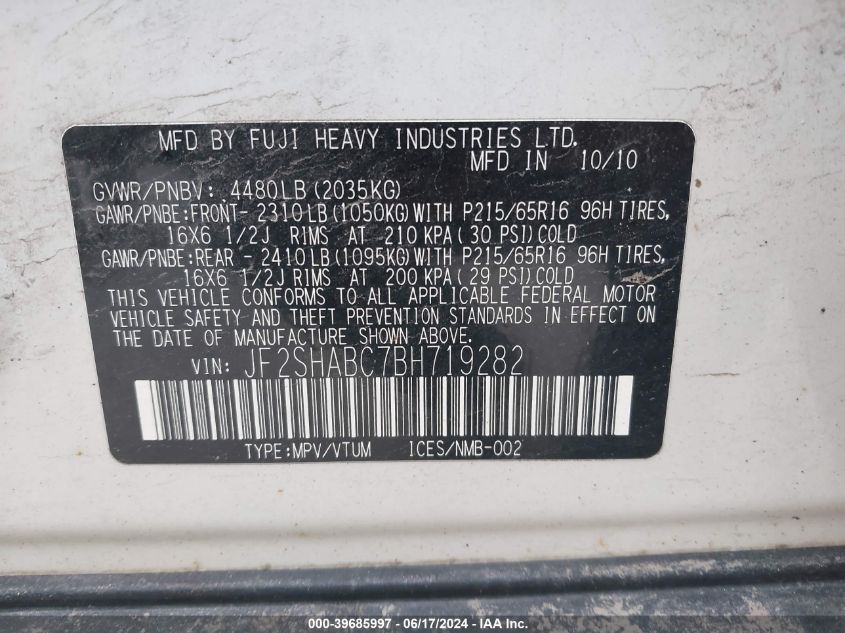 MFD BY FUJI HEAVY INDUSTRIES LTD.
MFD IN 10/10
GVWR/PNBV: 4480LB(2035KG)
GAWR/PNBE:FRONT- 2310LB(1050KG)WITH P215/65R16 96H TIRES,
16X6 1/2J RIMS AT 210 KPA(30 PSI)COLD
GAWR/PNBE:REAR - 2410LB(1095KG)WITH P215/65R16 96H TIRES,
16X6 1/2J RIMS AT 200 KPA(29 PSI)COLD
THIS VEHICLE CONFORMS TO ALL APPLICABLE FEDERAL MOTOR
VEHICLE SAFETY AND THEFT PREVENTION STANDARDS IN EFFECT ON
THE DATE OF MANUFACTURE SHOWN ABOVE.
VIN: JF2SHABC7BH719282
TYPE:MPV/VTUM ICES/NMB-002
000-39685997 - 06/17/2024 - www.iaai.com